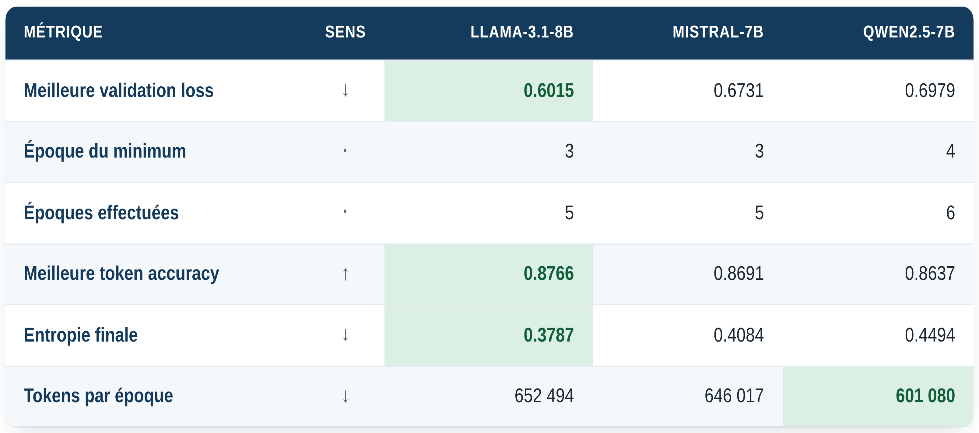 MÉTRIQUE SENS LLAMA-3.1-8B MISTRAL-7B QWEN2.5-7B
Meilleure validation loss ↓ 0.6015 0.6731 0.6979
Époque du minimum · 3 3 4
Époques effectuées · 5 5 6
Meilleure token accuracy ↑ 0.8766 0.8691 0.8637
Entropie finale ↓ 0.3787 0.4084 0.4494
Tokens par époque ↓ 652 494 646 017 601 080